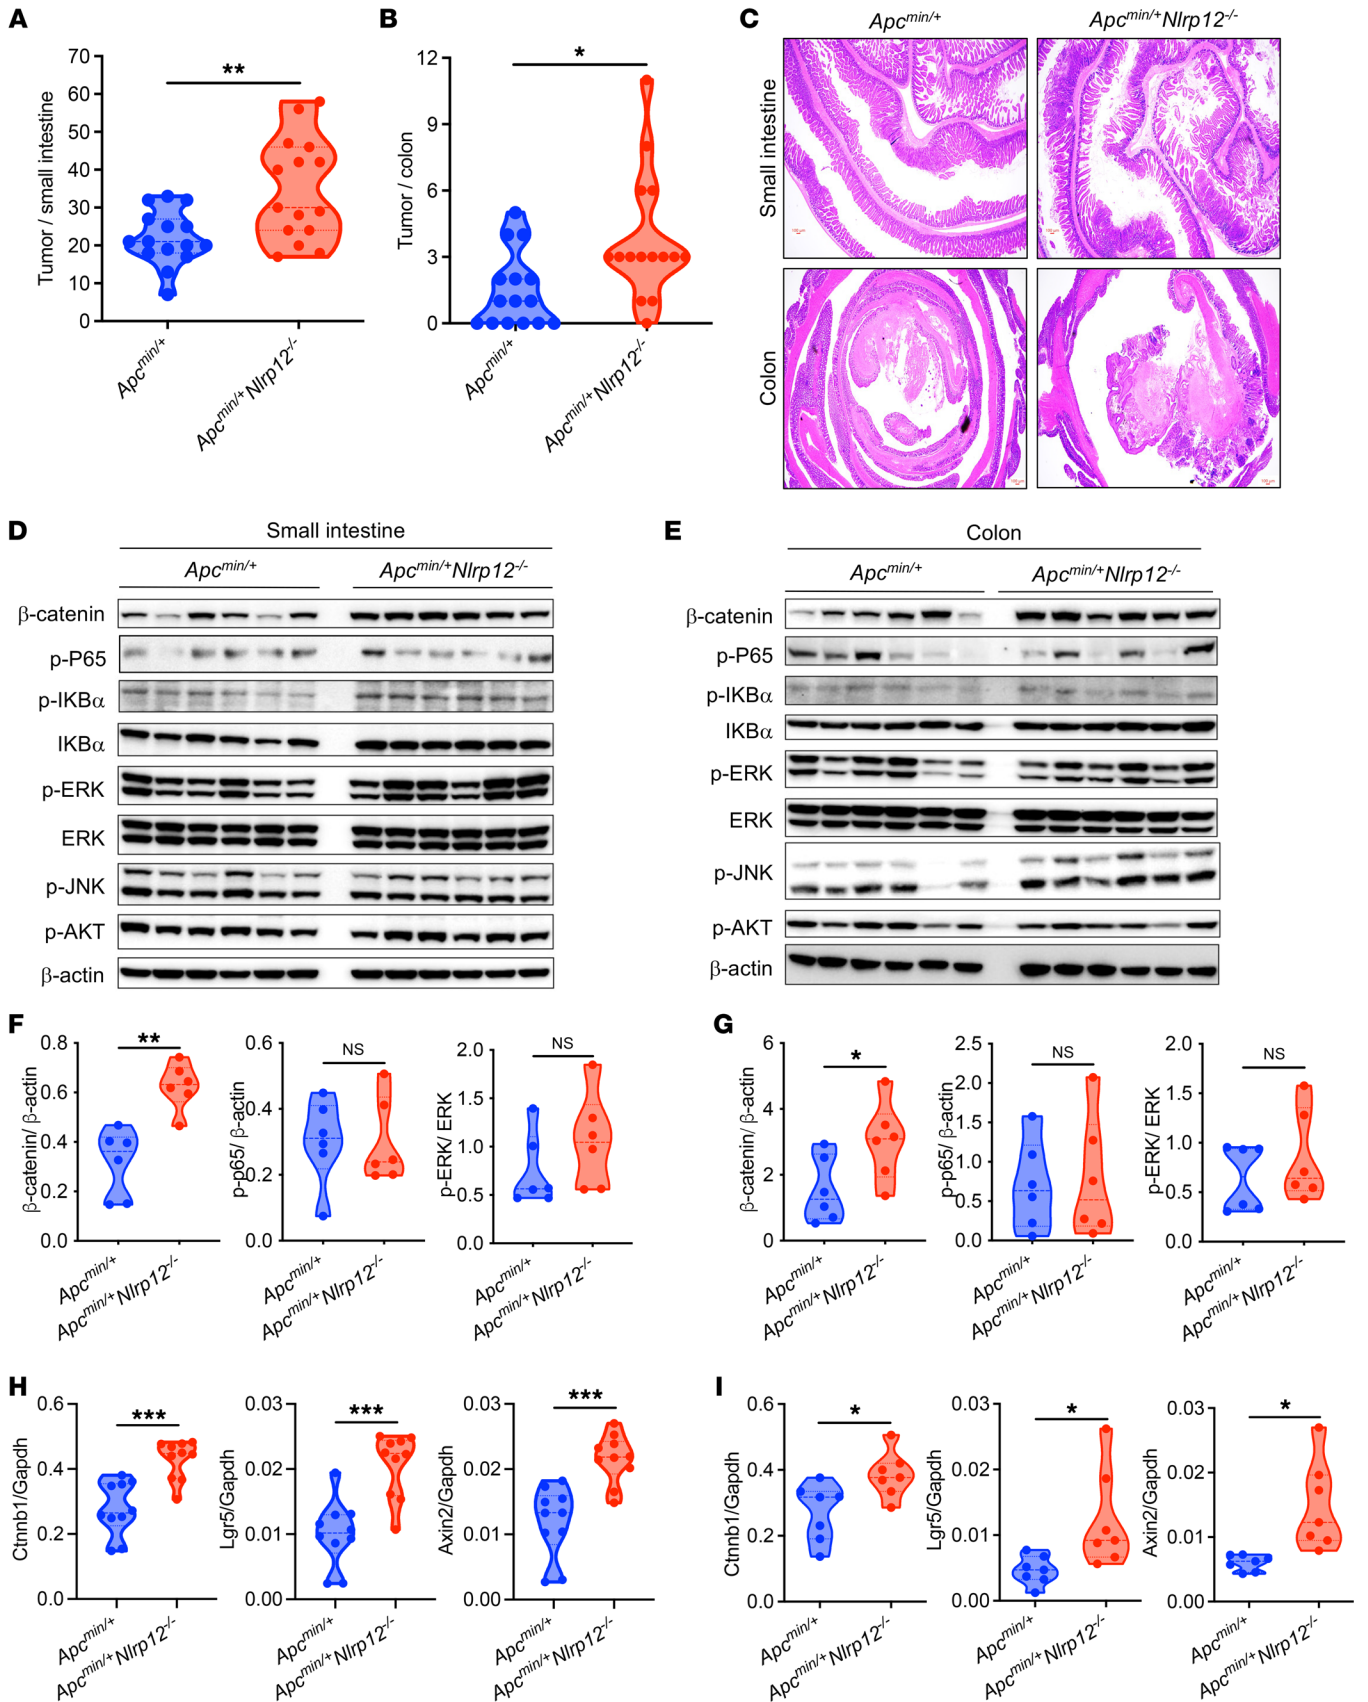 A
Tumor / small intestine
70
60
50
40
30
20
10
0
**
Apcmin/+
Apcmin/+Nlrp12-/-
B
Tumor / colon
12
9
6
3
0
*
Apcmin/+
Apcmin/+Nlrp12-/-
C
Apcmin/+
Apcmin/+Nlrp12-/-
Small intestine
Colon
100 µm
100 µm
100 µm
100 µm
D
Small intestine
Apcmin/+
Apcmin/+Nlrp12-/-
β-catenin
p-P65
p-IKBα
IKBα
p-ERK
ERK
p-JNK
p-AKT
β-actin
E
Colon
Apcmin/+
Apcmin/+Nlrp12-/-
β-catenin
p-P65
p-IKBα
IKBα
p-ERK
ERK
p-JNK
p-AKT
β-actin
F
β-catenin/ β-actin
0.8
0.6
0.4
0.2
0.0
**
Apcmin/+
Apcmin/+Nlrp12-/-
p-p65/ β-actin
0.6
0.4
0.2
0.0
NS
Apcmin/+
Apcmin/+Nlrp12-/-
p-ERK/ ERK
2.0
1.5
1.0
0.5
0.0
NS
Apcmin/+
Apcmin/+Nlrp12-/-
G
β-catenin/ β-actin
6
4
2
0
*
Apcmin/+
Apcmin/+Nlrp12-/-
p-p65/ β-actin
2.5
2.0
1.5
1.0
0.5
0.0
NS
Apcmin/+
Apcmin/+Nlrp12-/-
p-ERK/ ERK
2.0
1.5
1.0
0.5
0.0
NS
Apcmin/+
Apcmin/+Nlrp12-/-
H
Ctnnb1/Gapdh
0.6
0.4
0.2
0.0
***
Apcmin/+
Apcmin/+Nlrp12-/-
Lgr5/Gapdh
0.03
0.02
0.01
0.00
***
Apcmin/+
Apcmin/+Nlrp12-/-
Axin2/Gapdh
0.03
0.02
0.01
0.00
***
Apcmin/+
Apcmin/+Nlrp12-/-
I
Ctnnb1/Gapdh
0.6
0.4
0.2
0.0
*
Apcmin/+
Apcmin/+Nlrp12-/-
Lgr5/Gapdh
0.03
0.02
0.01
0.00
*
Apcmin/+
Apcmin/+Nlrp12-/-
Axin2/Gapdh
0.03
0.02
0.01
0.00
*
Apcmin/+
Apcmin/+Nlrp12-/-